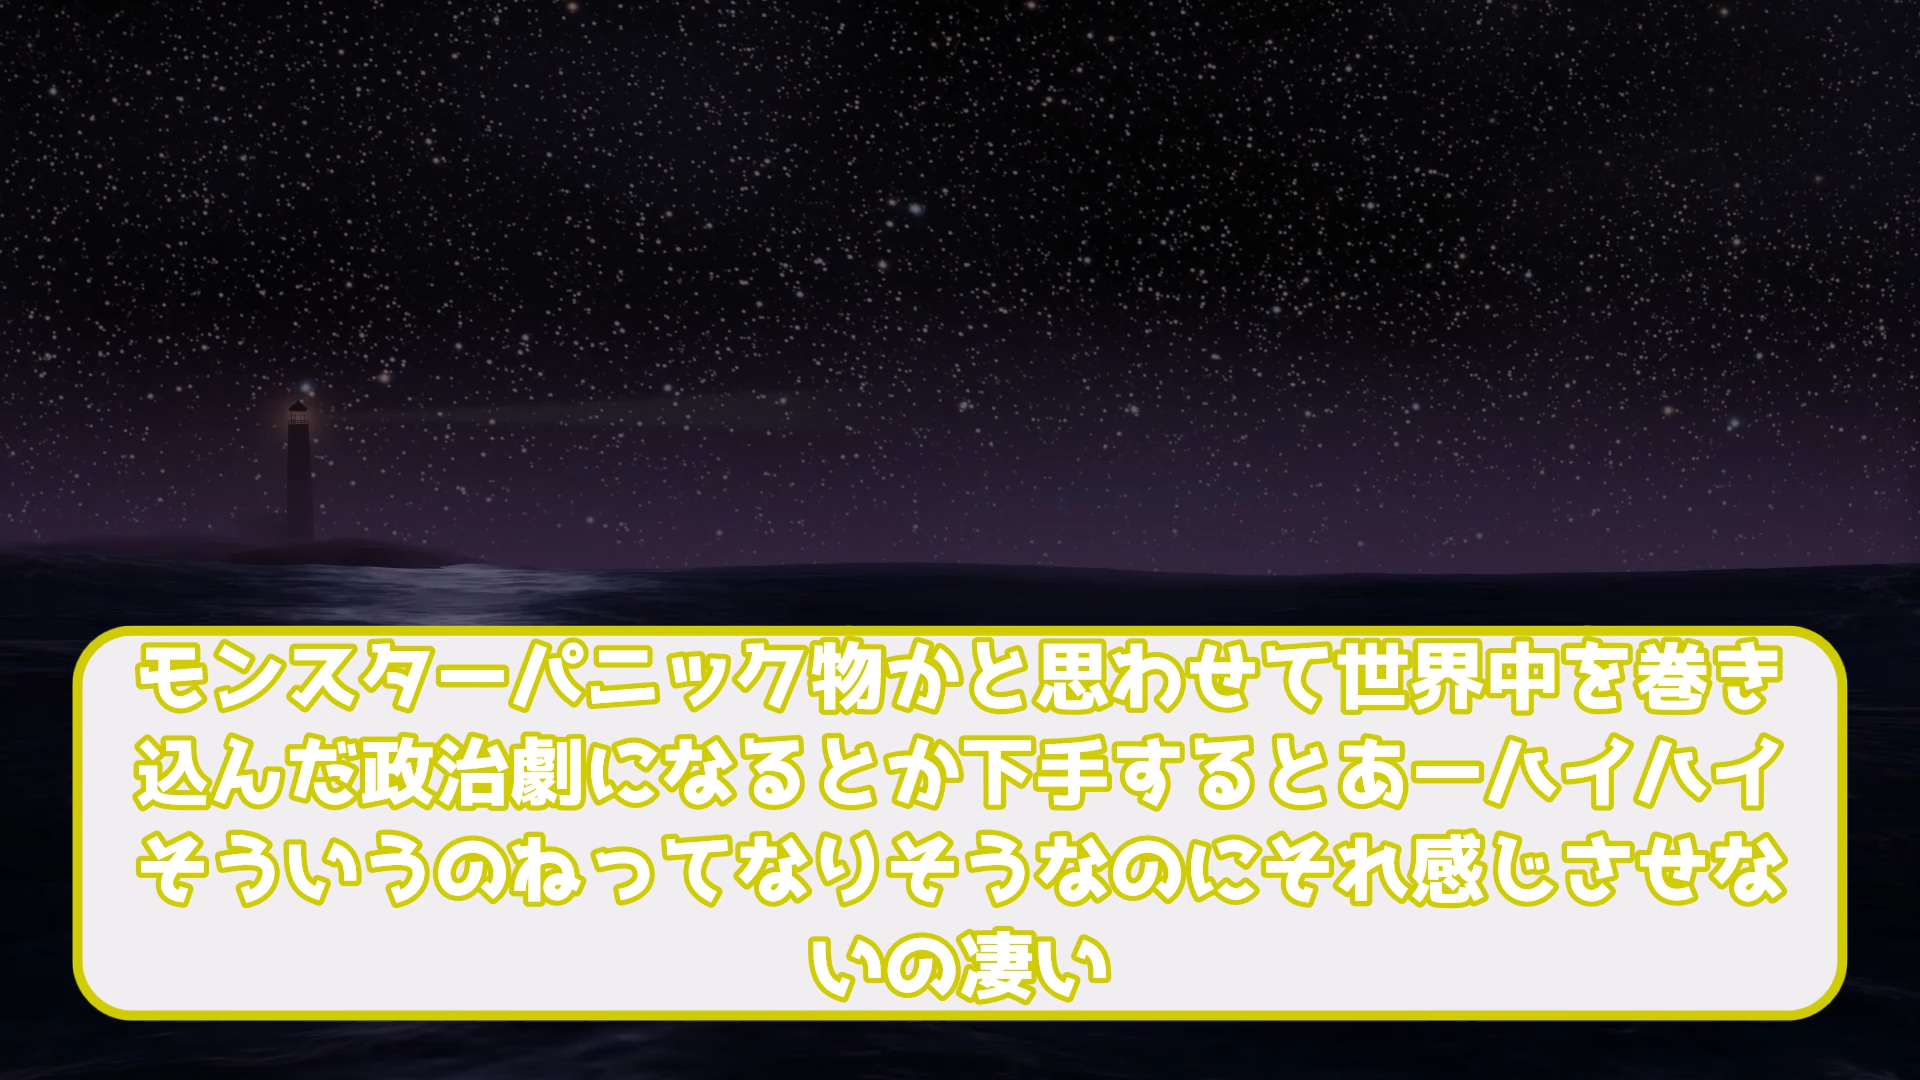 モンスターパニック物かと思わせて世界中を巻き
込んだ政治劇になるとか下手するとあーハイハイ
そういうのねってなりそうなのにそれ感じさせな
いの凄い